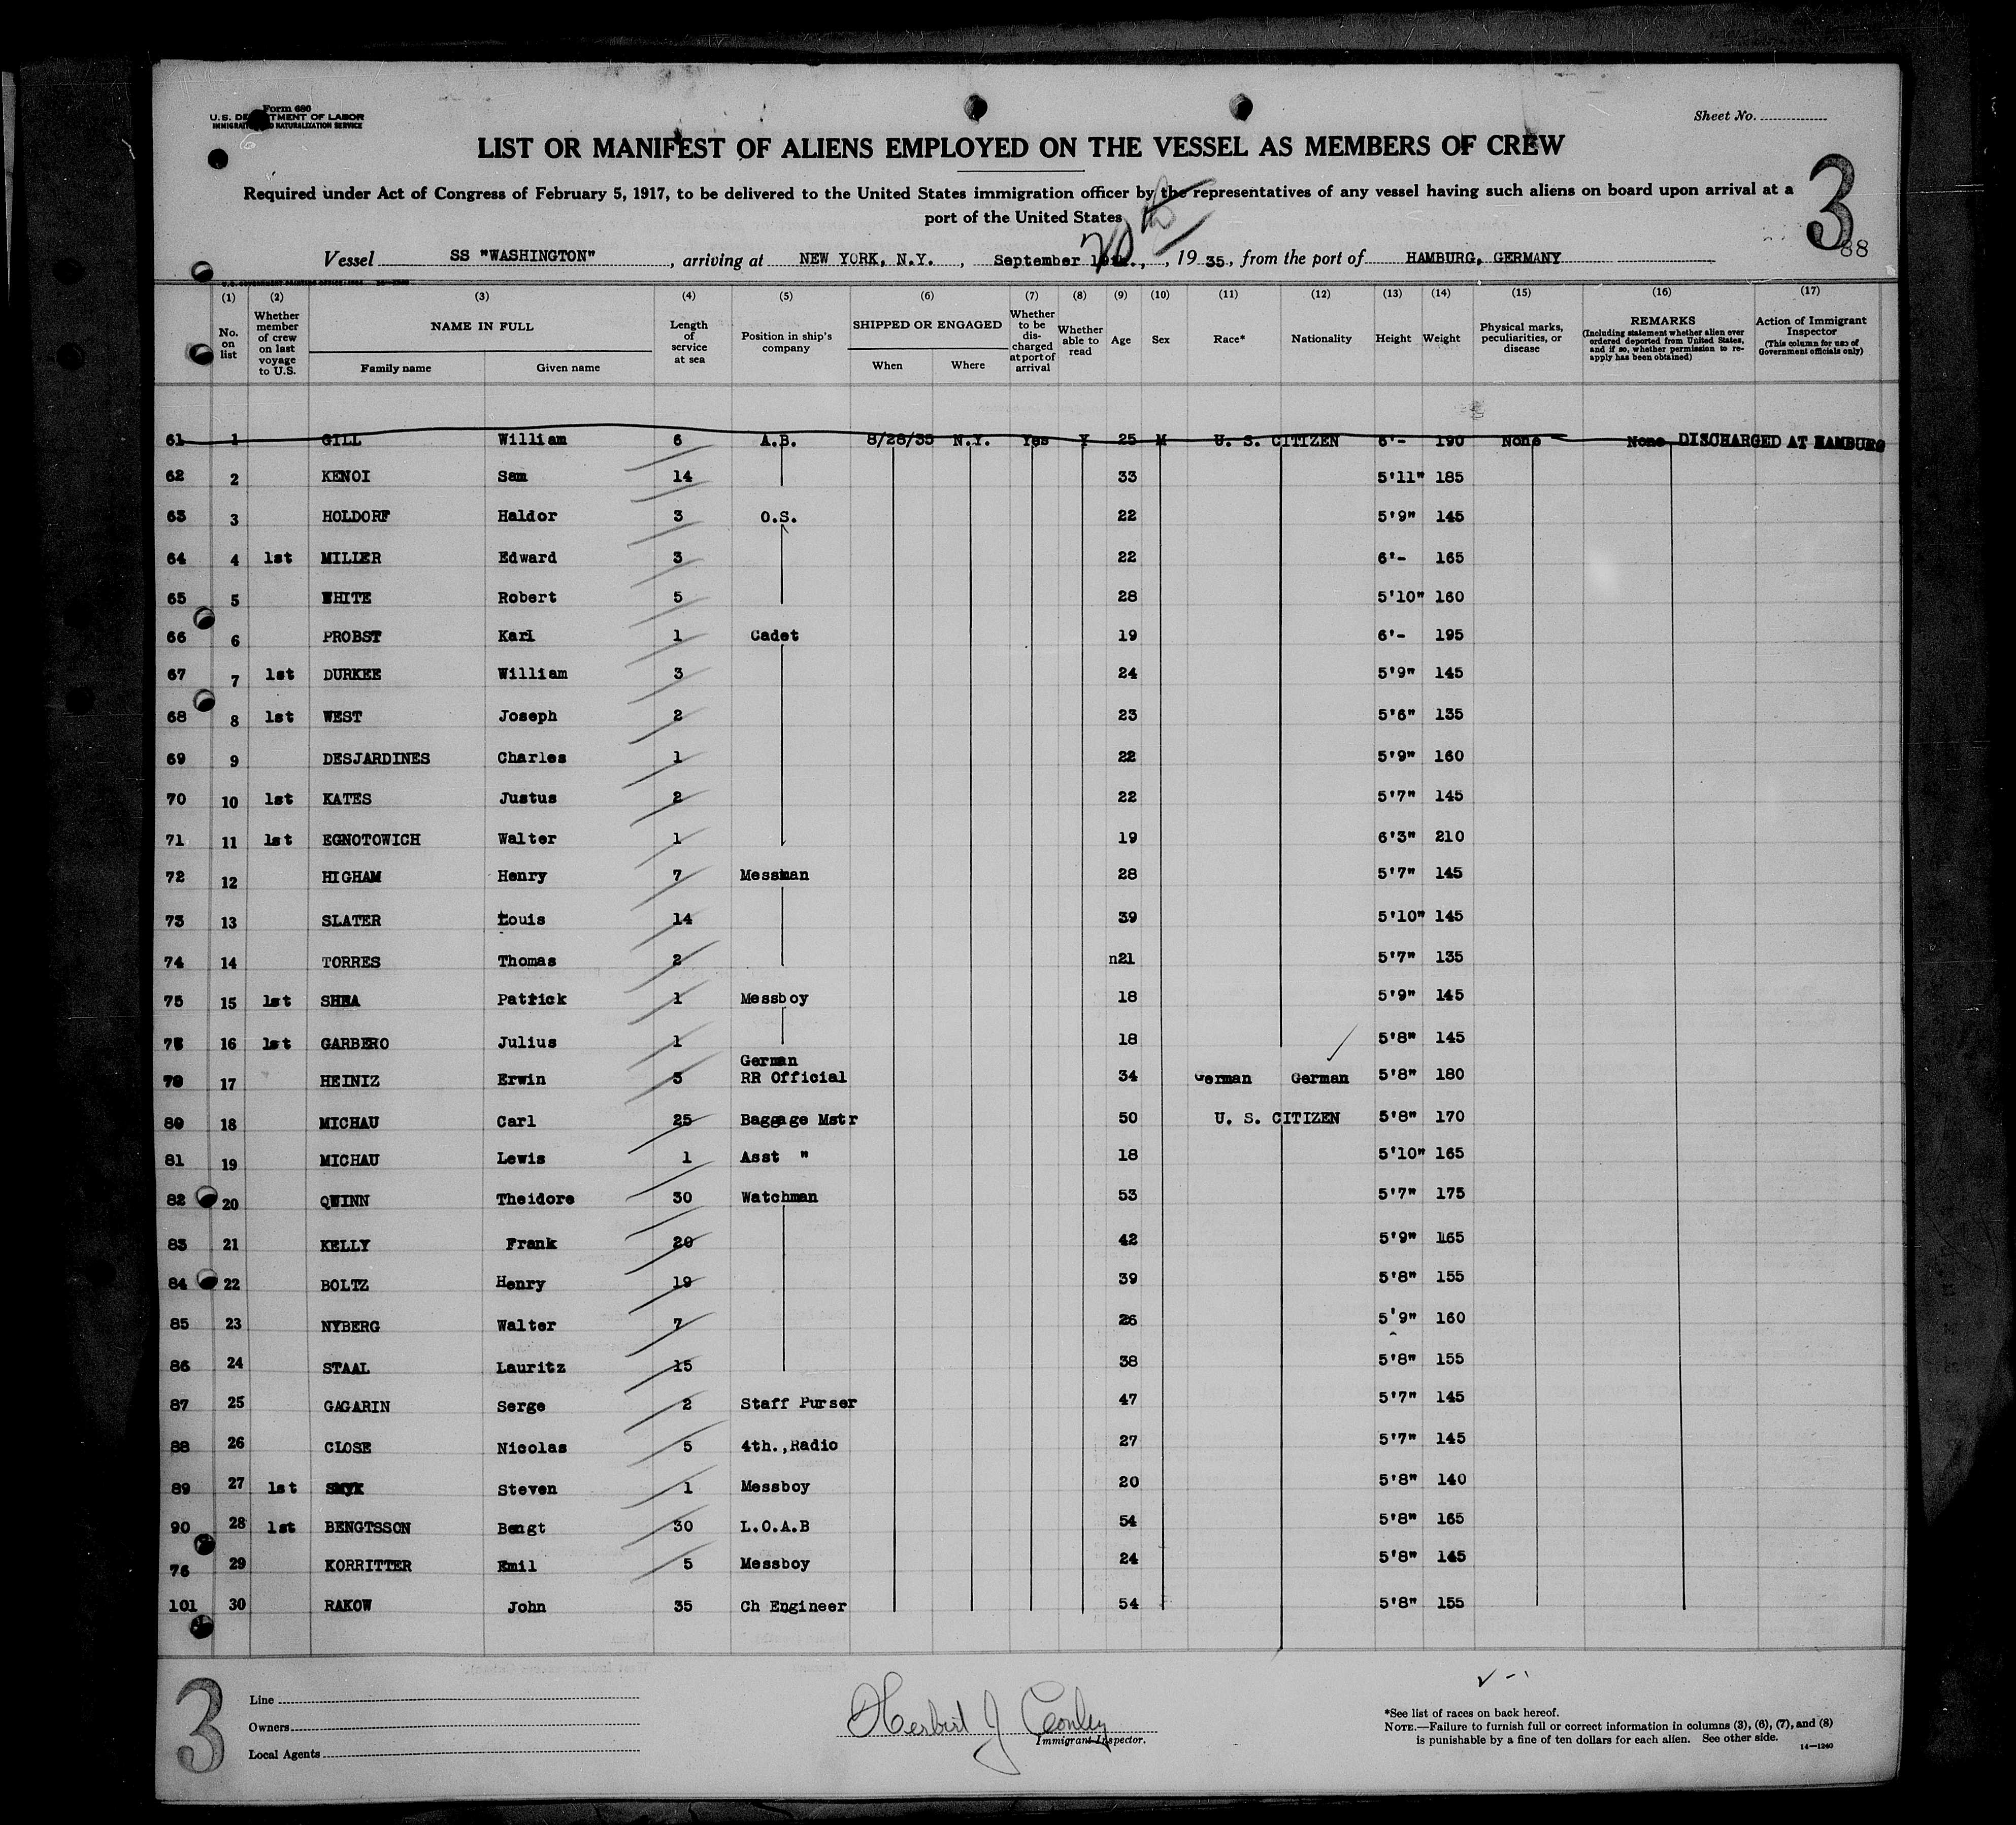 Form 680
U. S. DEPARTMENT OF LABOR
IMMIGRATION AND NATURALIZATION SERVICE
Sheet No.
LIST OR MANIFEST OF ALIENS EMPLOYED ON THE VESSEL AS MEMBERS OF CREW
Required under Act of Congress of February 5, 1917, to be delivered to the United States immigration officer by the representatives of any vessel having such aliens on board upon arrival at a
port of the United States
3
88
20th
Vessel SS "WASHINGTON", arriving at NEW YORK, N.Y., September 19th., 1935, from the port of HAMBURG, GERMANY
(1) (2) (3) (4) (5) (6) (7) (8) (9) (10) (11) (12) (13) (14) (15) (16) (17)
No. on list
Whether member of crew on last voyage to U.S.
NAME IN FULL
Family name Given name
Length of service at sea
Position in ship's company
SHIPPED OR ENGAGED
When Where
Whether to be discharged at port of arrival
Whether able to read
Age
Sex
Race*
Nationality
Height
Weight
Physical marks, peculiarities, or disease
REMARKS
(Including statement whether alien ever ordered deported from United States, and if so, whether permission to reapply has been obtained)
Action of Immigrant Inspector
(This column for use of Government officials only)
61 1 GILL William 6 A.B. 8/28/35 N.Y. Yes Y 25 M U. S. CITIZEN 6'- 190 None None DISCHARGED AT HAMBURG
62 2 KENOI Sam 14 33 5'11" 185
63 3 HOLDORF Haldor 3 O.S. 22 5'9" 145
64 4 1st MILLER Edward 3 22 6'- 165
65 5 WHITE Robert 5 28 5'10" 160
66 6 PROBST Karl 1 Cadet 19 6'- 195
67 7 1st DURKEE William 3 24 5'9" 145
68 8 1st WEST Joseph 2 23 5'6" 135
69 9 DESJARDINES Charles 1 22 5'9" 160
70 10 1st KATES Justus 2 22 5'7" 145
71 11 1st EGNOTOWICH Walter 1 19 6'3" 210
72 12 HIGHAM Henry 7 Messman 28 5'7" 145
73 13 SLATER Louis 14 39 5'10" 145
74 14 TORRES Thomas 2 n21 5'7" 135
75 15 1st SHEA Patrick 1 Messboy 18 5'9" 145
16 1st GARBERO Julius 1 18 5'8" 145
79 17 HEINIZ Erwin 3 German RR Official 34 German German 5'8" 180
80 18 MICHAU Carl 25 Baggage Mstr 50 U. S. CITIZEN 5'8" 170
81 19 MICHAU Lewis 1 Asst " 18 5'10" 165
82 20 QWINN Theidore 30 Watchman 53 5'7" 175
83 21 KELLY Frank 20 42 5'9" 165
84 22 BOLTZ Henry 19 39 5'8" 155
85 23 NYBERG Walter 7 26 5'9" 160
86 24 STAAL Lauritz 15 38 5'8" 155
87 25 GAGARIN Serge 2 Staff Purser 47 5'7" 145
88 26 CLOSE Nicolas 5 4th.,Radio 27 5'7" 145
89 27 1st SMYK Steven 1 Messboy 20 5'8" 140
90 28 1st BENGTSSON Bengt 30 L.O.A.B 54 5'8" 165
76 29 KORRITTER Emil 5 Messboy 24 5'8" 145
101 30 RAKOW John 35 Ch Engineer 54 5'8" 155
3
Line
Owners
Local Agents
Herbert J Conley
Immigrant Inspector.
*See list of races on back hereof.
NOTE.—Failure to furnish full or correct information in columns (3), (6), (7), and (8)
is punishable by a fine of ten dollars for each alien. See other side.
14—1240